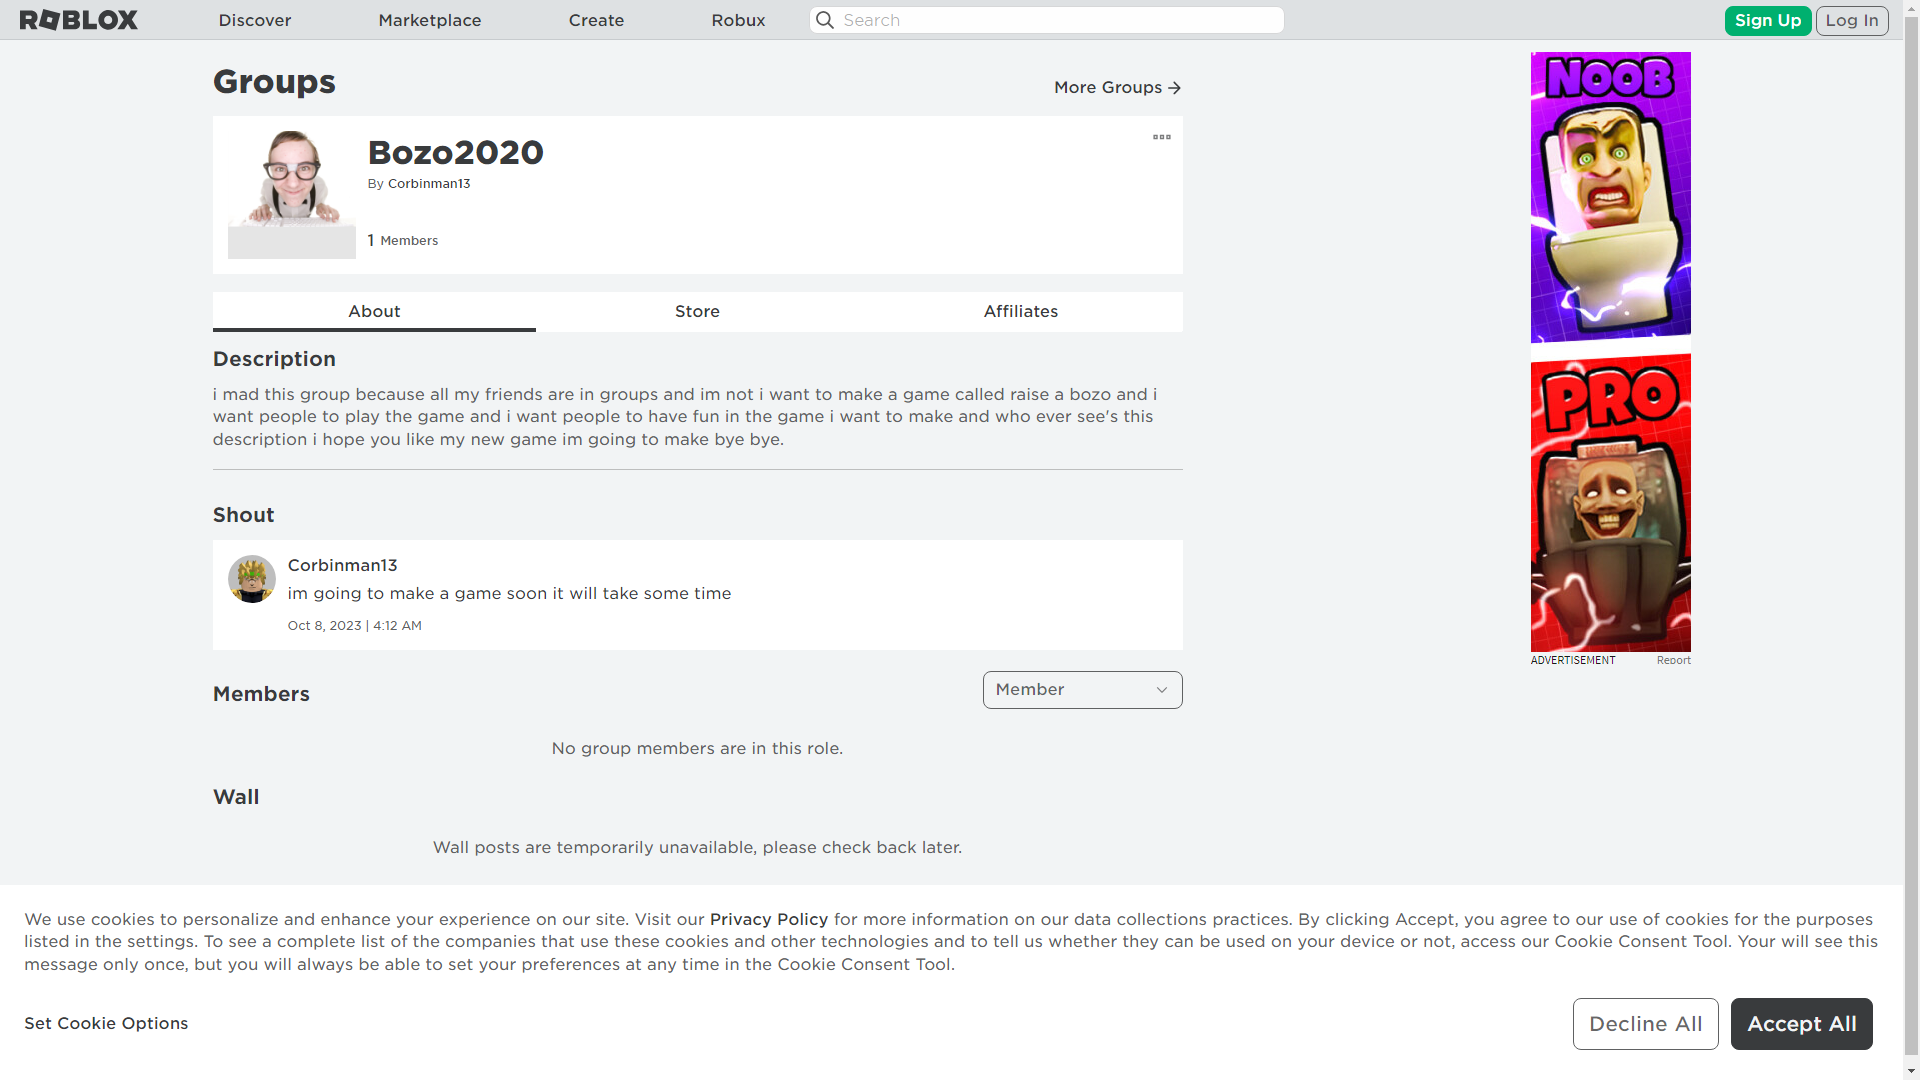 ROBLOX
Discover
Marketplace
Create
Robux
Search
Sign Up
Log In
Groups
More Groups
Bozo2020
By Corbinman13
1 Members
About
Store
Affiliates
Description
i mad this group because all my friends are in groups and im not i want to make a game called raise a bozo and i
want people to play the game and i want people to have fun in the game i want to make and who ever see's this
description i hope you like my new game im going to make bye bye.
Shout
Corbinman13
im going to make a game soon it will take some time
Oct 8, 2023 | 4:12 AM
Members
Member
No group members are in this role.
Wall
Wall posts are temporarily unavailable, please check back later.
NOOB
PRO
ADVERTISEMENT
Report
We use cookies to personalize and enhance your experience on our site. Visit our Privacy Policy for more information on our data collections practices. By clicking Accept, you agree to our use of cookies for the purposes
listed in the settings. To see a complete list of the companies that use these cookies and other technologies and to tell us whether they can be used on your device or not, access our Cookie Consent Tool. Your will see this
message only once, but you will always be able to set your preferences at any time in the Cookie Consent Tool.
Set Cookie Options
Decline All
Accept All